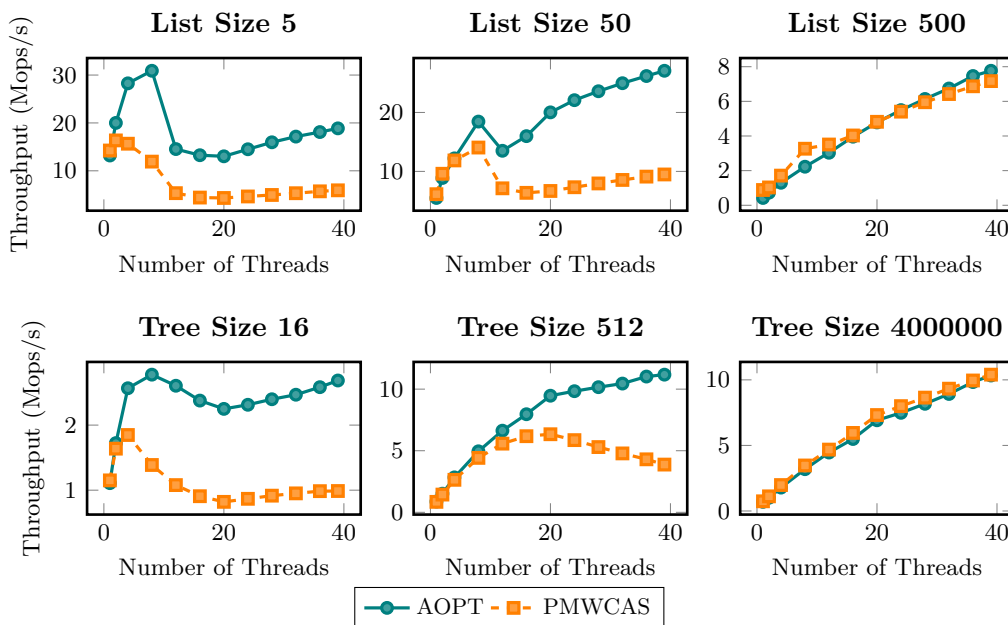 List Size 5
List Size 50
List Size 500
Throughput (Mops/s)
30
20
10
0
20
40
Number of Threads
20
10
0
20
40
Number of Threads
8
6
4
2
0
0
20
40
Number of Threads
Tree Size 16
Tree Size 512
Tree Size 4000000
Throughput (Mops/s)
2
1
0
20
40
Number of Threads
10
5
0
0
20
40
Number of Threads
10
5
0
0
20
40
Number of Threads
AOPT
PMWCAS